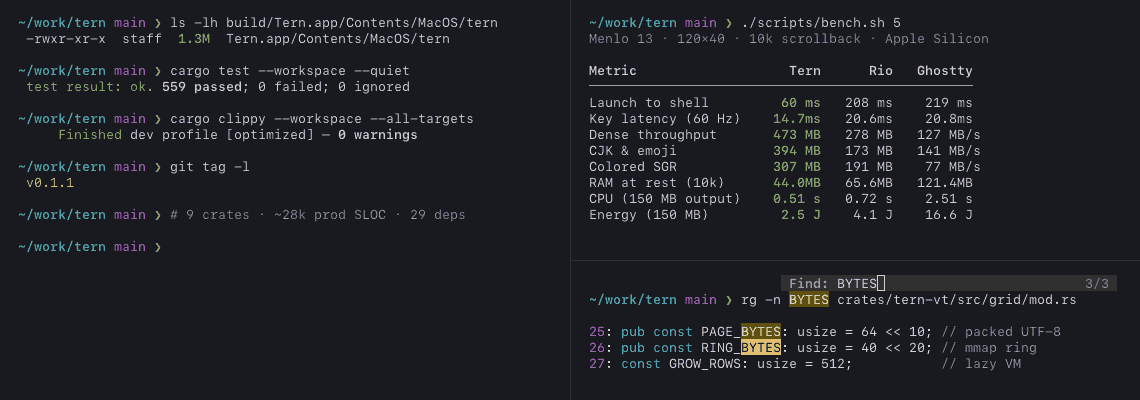 ~/work/tern main ❯ ls -lh build/Tern.app/Contents/MacOS/tern
-rwxr-xr-x  staff  1.3M  Tern.app/Contents/MacOS/tern
~/work/tern main ❯ cargo test --workspace --quiet
test result: ok. 559 passed; 0 failed; 0 ignored
~/work/tern main ❯ cargo clippy --workspace --all-targets
Finished dev profile [optimized] — 0 warnings
~/work/tern main ❯ git tag -l
v0.1.1
~/work/tern main ❯ # 9 crates · ~28k prod SLOC · 29 deps
~/work/tern main ❯
~/work/tern main ❯ ./scripts/bench.sh 5
Menlo 13 · 120×40 · 10k scrollback · Apple Silicon
Metric Tern Rio Ghostty
Launch to shell 60 ms 208 ms 219 ms
Key latency (60 Hz) 14.7ms 20.6ms 20.8ms
Dense throughput 473 MB 278 MB 127 MB/s
CJK & emoji 394 MB 173 MB 141 MB/s
Colored SGR 307 MB 191 MB 77 MB/s
RAM at rest (10k) 44.0MB 65.6MB 121.4MB
CPU (150 MB output) 0.51 s 0.72 s 2.51 s
Energy (150 MB) 2.5 J 4.1 J 16.6 J
Find: BYTES 3/3
~/work/tern main ❯ rg -n BYTES crates/tern-vt/src/grid/mod.rs
25: pub const PAGE_BYTES: usize = 64 << 10; // packed UTF-8
26: pub const RING_BYTES: usize = 40 << 20; // mmap ring
27: const GROW_ROWS: usize = 512; // lazy VM